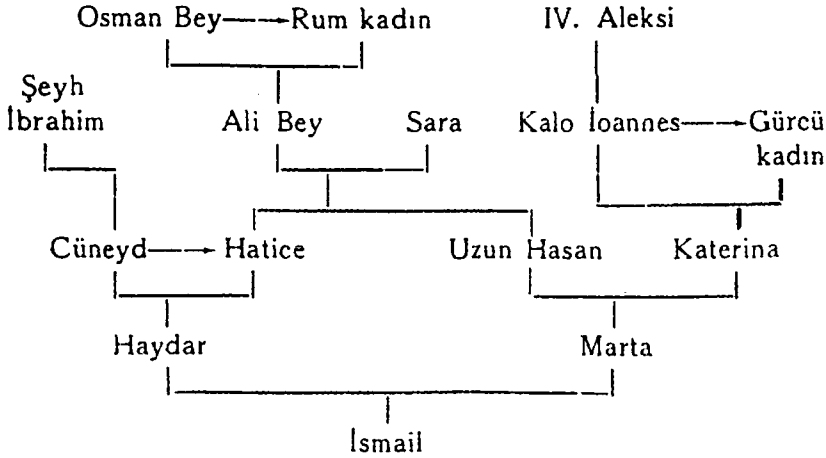 Osman Bey Rum kadın IV. Aleksi
Şeyh
İbrahim Ali Bey Sara Kalo İoannes Gürcü
kadın
Cüneyd Hatice Uzun Hasan Katerina
Haydar Marta
İsmail